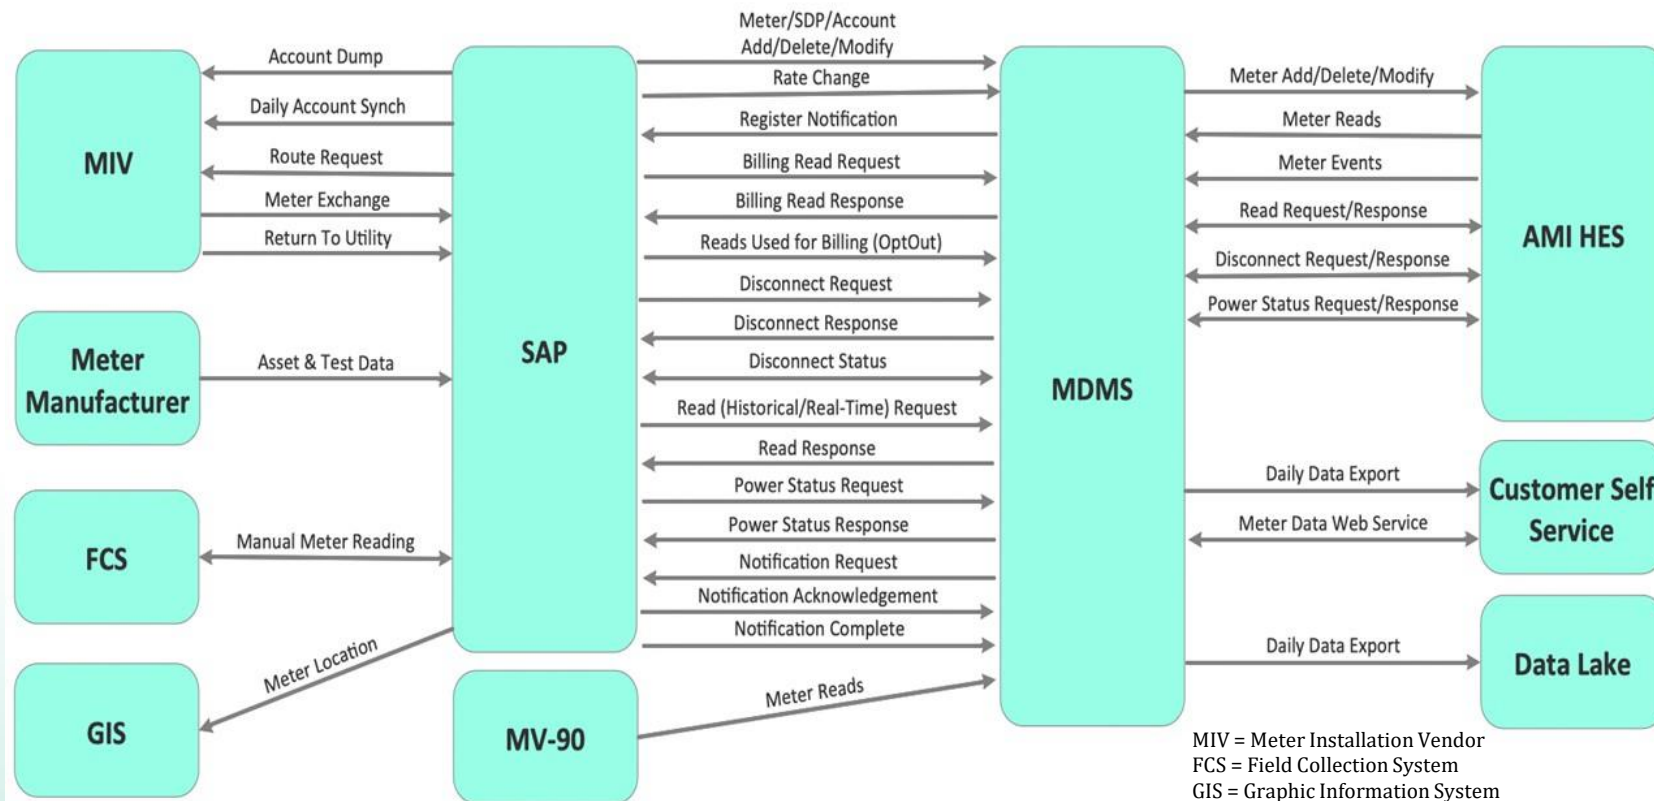 Meter/SDP/Account
Add/Delete/Modify
Account Dump
Rate Change
Meter Add/Delete/Modify
Daily Account Synch
Register Notification
Meter Reads
MIV
Route Request
Billing Read Request
Meter Events
Meter Exchange
Billing Read Response
Read Request/Response
AMI HES
Return To Utility
Reads Used for Billing (OptOut)
Disconnect Request/Response
Disconnect Request
Power Status Request/Response
Disconnect Response
Meter
Manufacturer
Asset & Test Data
SAP
Disconnect Status
MDMS
Read (Historical/Real-Time) Request
Read Response
Daily Data Export
Customer Self
Service
Power Status Request
Meter Data Web Service
Power Status Response
FCS
Manual Meter Reading
Notification Request
Notification Acknowledgement
Notification Complete
Daily Data Export
Data Lake
Meter Location
GIS
MV-90
Meter Reads
MIV = Meter Installation Vendor
FCS = Field Collection System
GIS = Graphic Information System